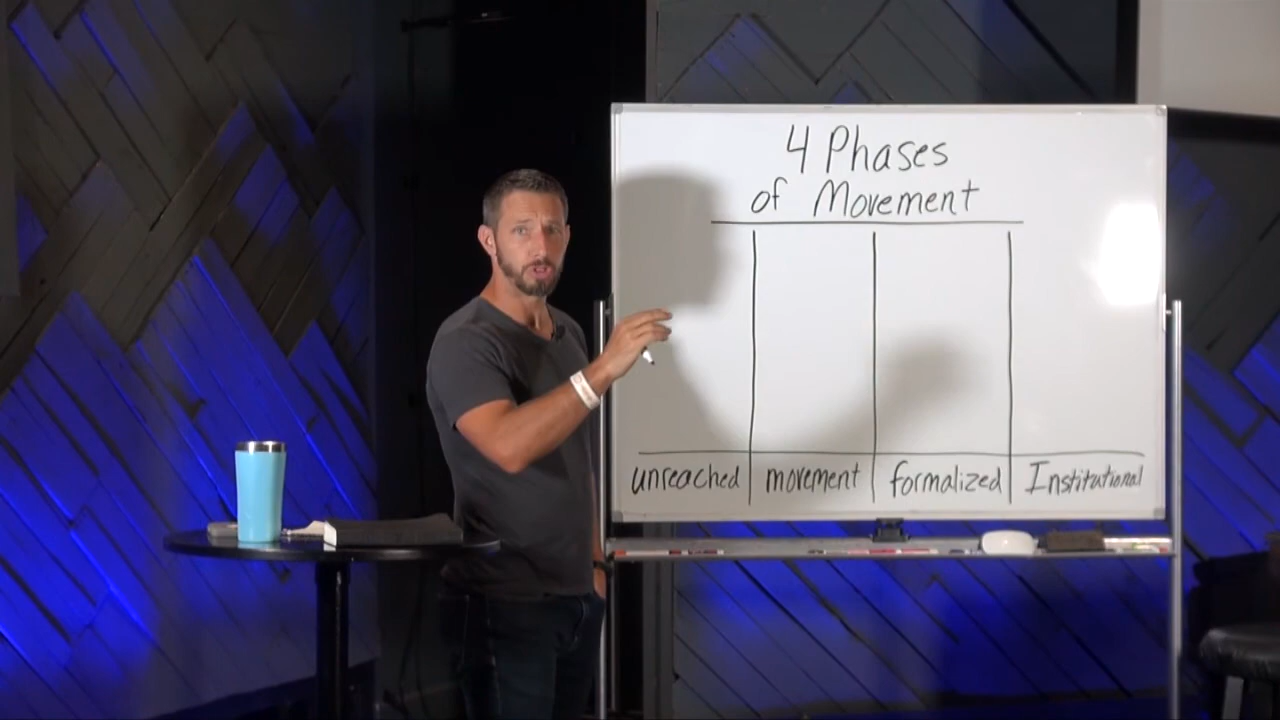 4 Phases
of Movement
unreached movement formalized Institutional